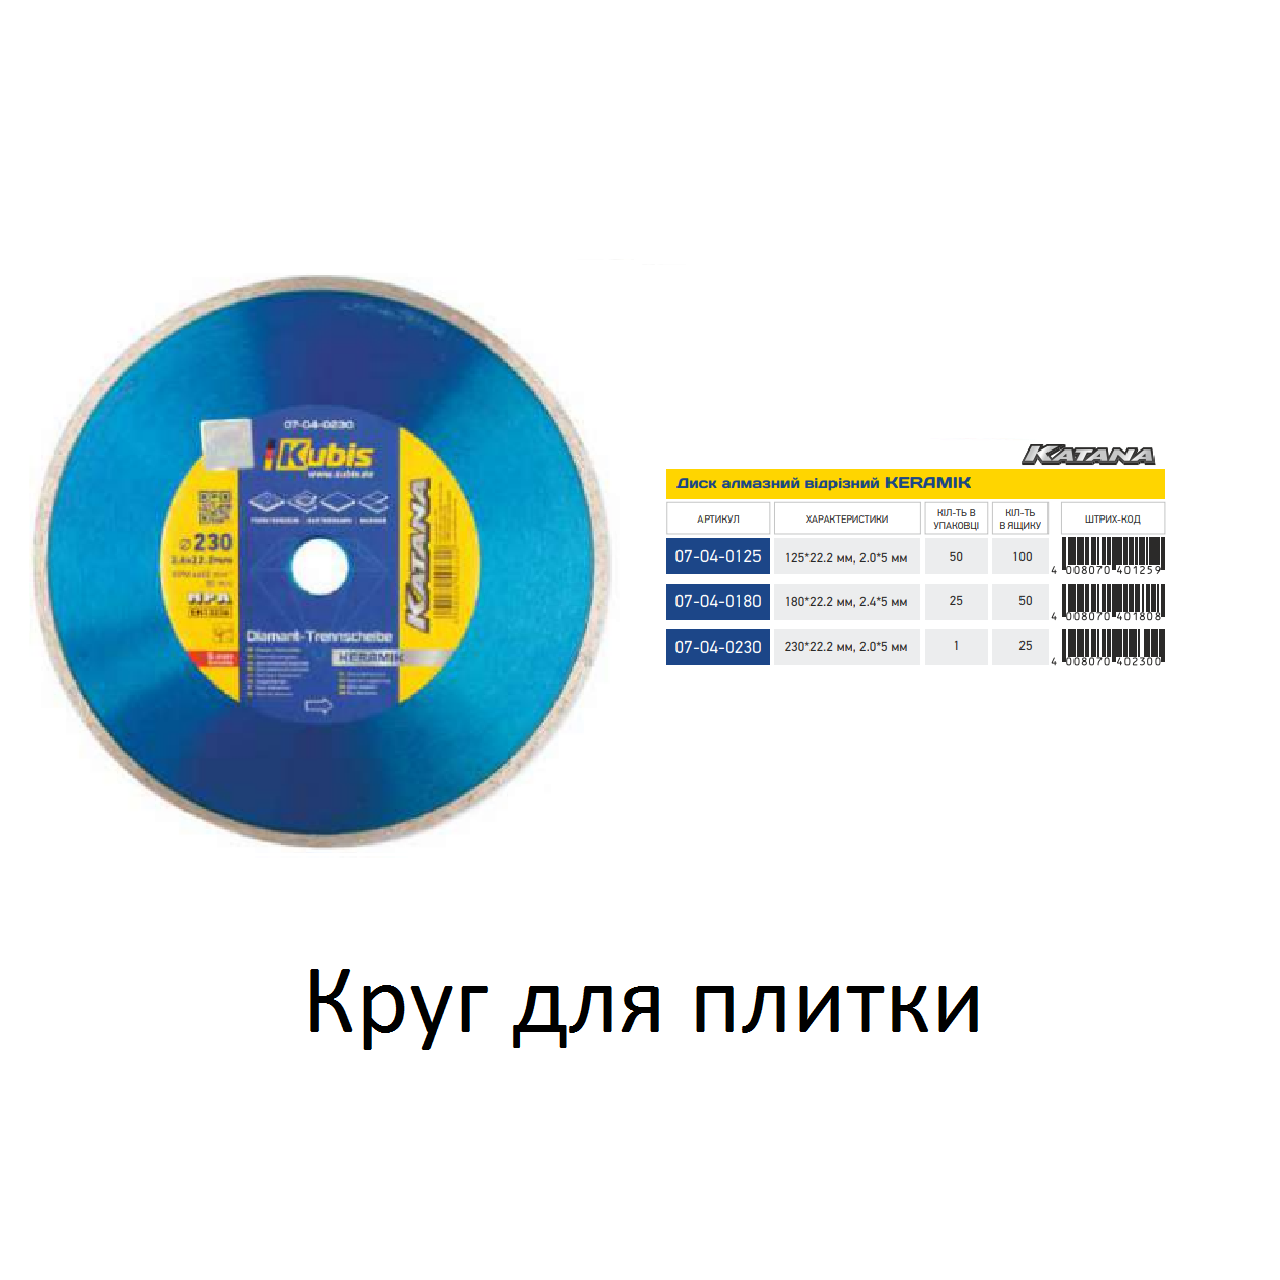 07-04-0230
Kubis
www.kubis.eu
KATANA
ø230
RPM
MPA
Diamant-Trennscheibe
KERAMIK
KATANA
Диск алмазний відрізний KERAMIK
АРТИКУЛ ХАРАКТЕРИСТИКИ КІЛ-ТЬ В УПАКОВЦІ КІЛ-ТЬ В ЯЩИКУ ШТРИХ-КОД
07-04-0125 125*22.2 мм, 2.0*5 мм 50 100 4 008070 401259
07-04-0180 180*22.2 мм, 2.4*5 мм 25 50 4 008070 401808
07-04-0230 230*22.2 мм, 2.0*5 мм 1 25 4 008070 402300
Круг для плитки